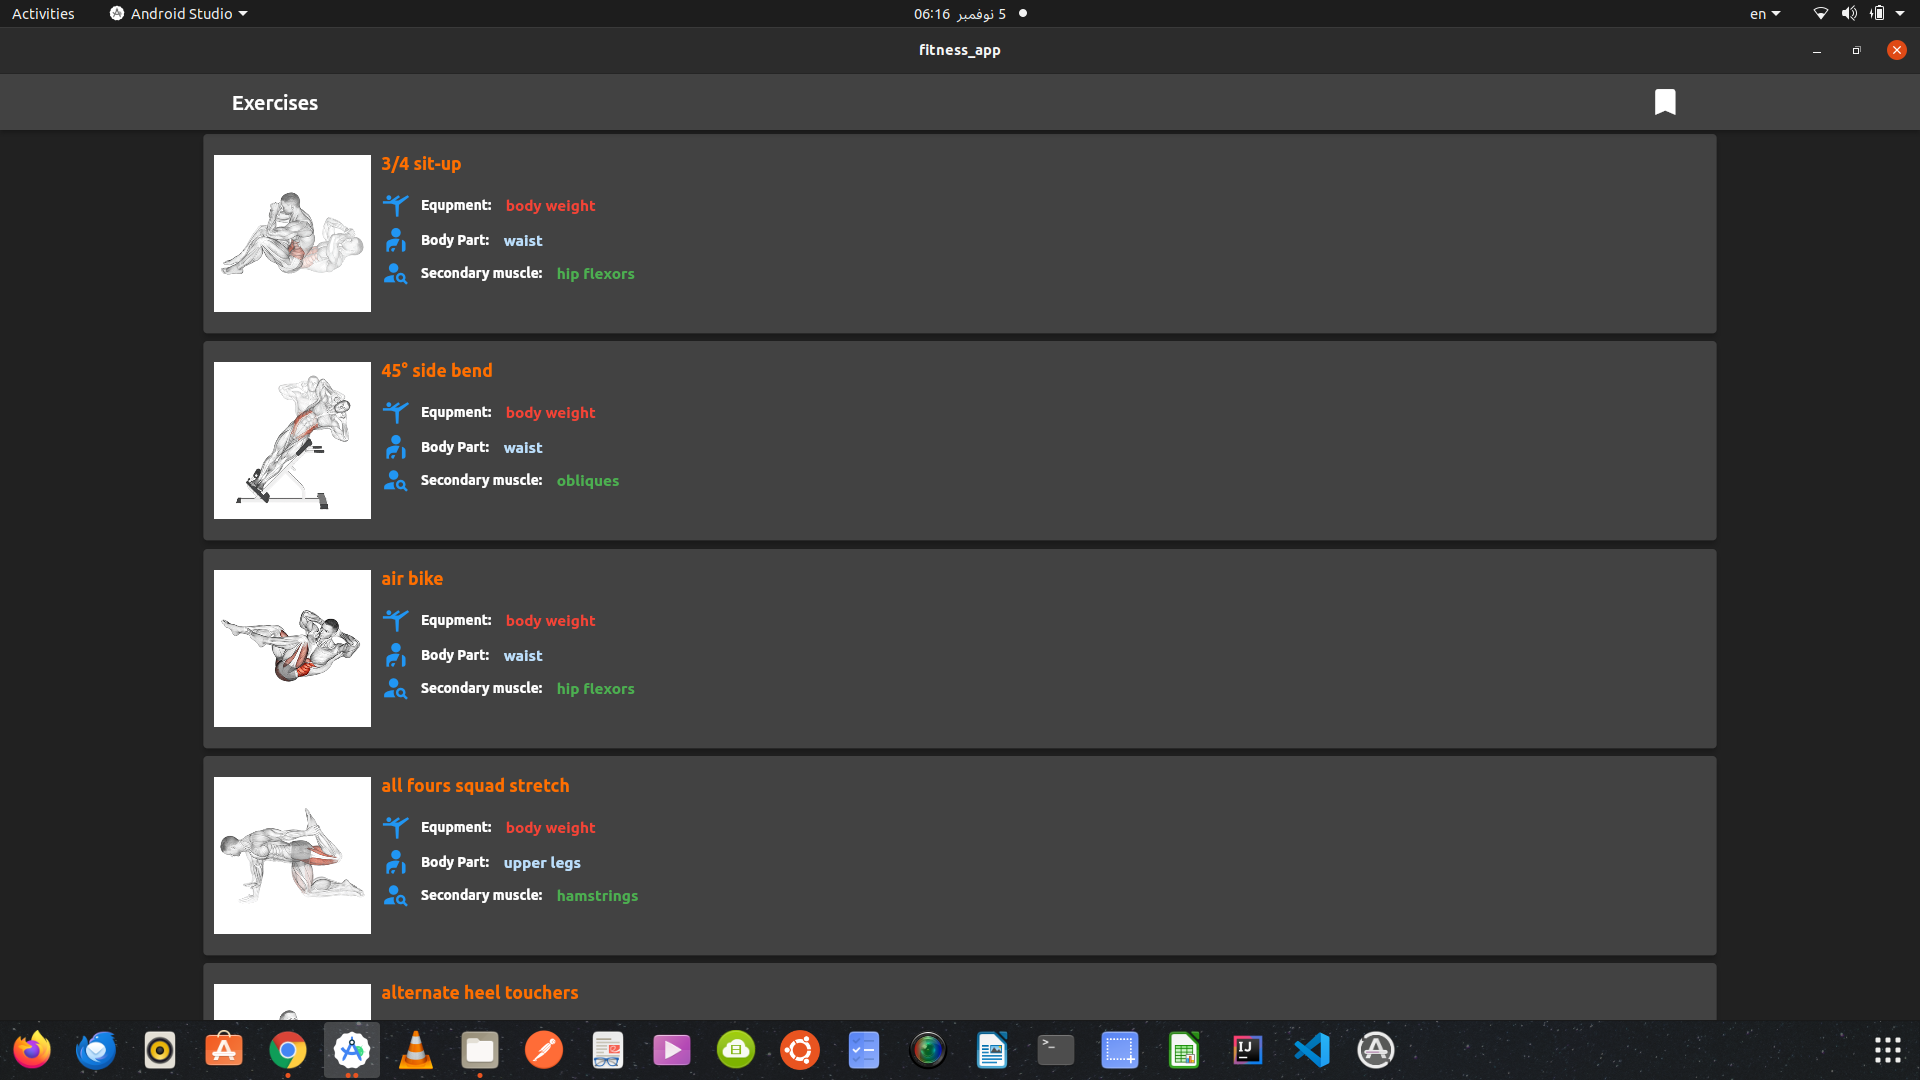 Activities
Android Studio
5 نوفمبر 06:16
en
fitness_app
Exercises
3/4 sit-up
Equpment: body weight
Body Part: waist
Secondary muscle: hip flexors
45° side bend
Equpment: body weight
Body Part: waist
Secondary muscle: obliques
air bike
Equpment: body weight
Body Part: waist
Secondary muscle: hip flexors
all fours squad stretch
Equpment: body weight
Body Part: upper legs
Secondary muscle: hamstrings
alternate heel touchers
>_
IJ